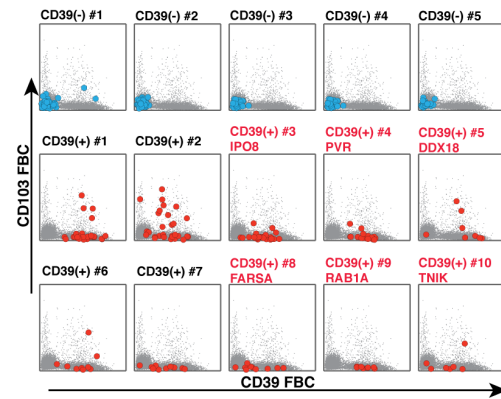 CD39(-) #1 CD39(-) #2 CD39(-) #3 CD39(-) #4 CD39(-) #5
CD39(+) #1 CD39(+) #2 CD39(+) #3 CD39(+) #4 CD39(+) #5
IPO8 PVR DDX18
CD103 FBC
CD39(+) #6 CD39(+) #7 CD39(+) #8 CD39(+) #9 CD39(+) #10
FARSA RAB1A TNIK
CD39 FBC